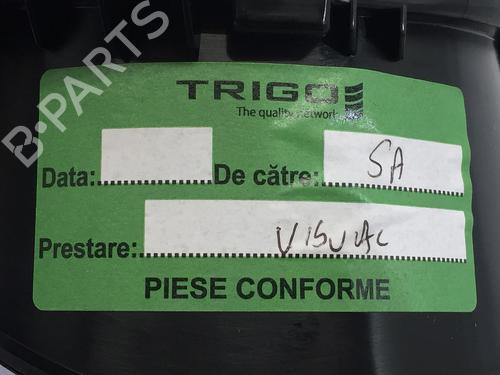 B-PARTS
TRIGO
The quality network
Data: De către: SA
Prestare: VISUAL
PIESE CONFORME